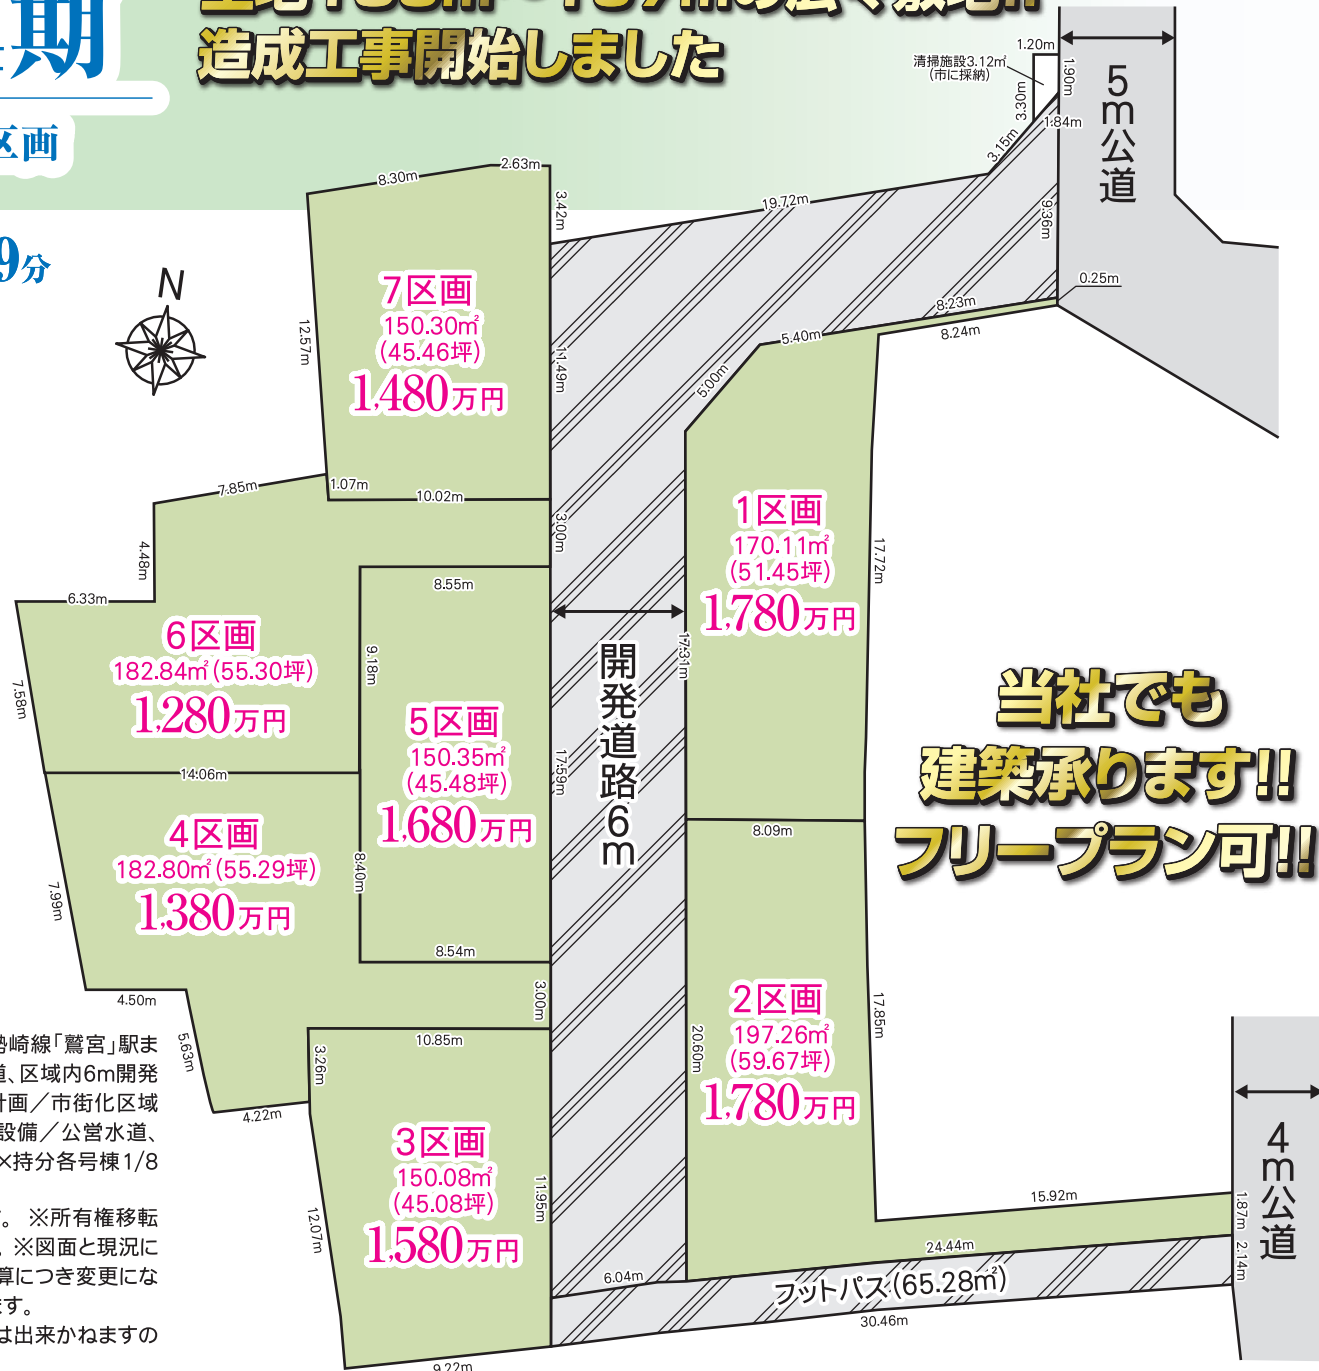 期
造成工事開始しました
区画
9分
N
清掃施設3.12㎡
(市に採納)
1.20m
1.90m
3.30m
1.84m
3.15m
5m公道
19.72m
9.36m
0.25m
8.23m
8.24m
5.40m
5.00m
2.63m
8.30m
3.42m
12.57m
11.49m
7区画
150.30㎡
(45.46坪)
1,480万円
1.07m
10.02m
7.85m
3.00m
4.48m
6.33m
8.55m
9.18m
7.58m
6区画
182.84㎡(55.30坪)
1,280万円
14.06m
5区画
150.35㎡
(45.48坪)
1,680万円
17.59m
開発道路6m
1区画
170.11㎡
(51.45坪)
1,780万円
17.72m
17.31m
8.09m
当社でも
建築承ります!!
フリープラン可!!
4区画
182.80㎡(55.29坪)
1,380万円
8.40m
7.99m
8.54m
4.50m
3.00m
5.63m
4.22m
3.26m
10.85m
2区画
197.26㎡
(59.67坪)
1,780万円
17.85m
20.60m
3区画
150.08㎡
(45.08坪)
1,580万円
11.95m
12.07m
9.22m
6.04m
15.92m
24.44m
1.87m
2.14m
フットパス(65.28㎡)
30.46m
4m公道
勢崎線「鷲宮」駅ま
道、区域内6m開発
計画／市街化区域
設備／公営水道、
×持分各号棟1/8
。※所有権移転
。※図面と現況に
算につき変更にな
ます。
は出来かねますの